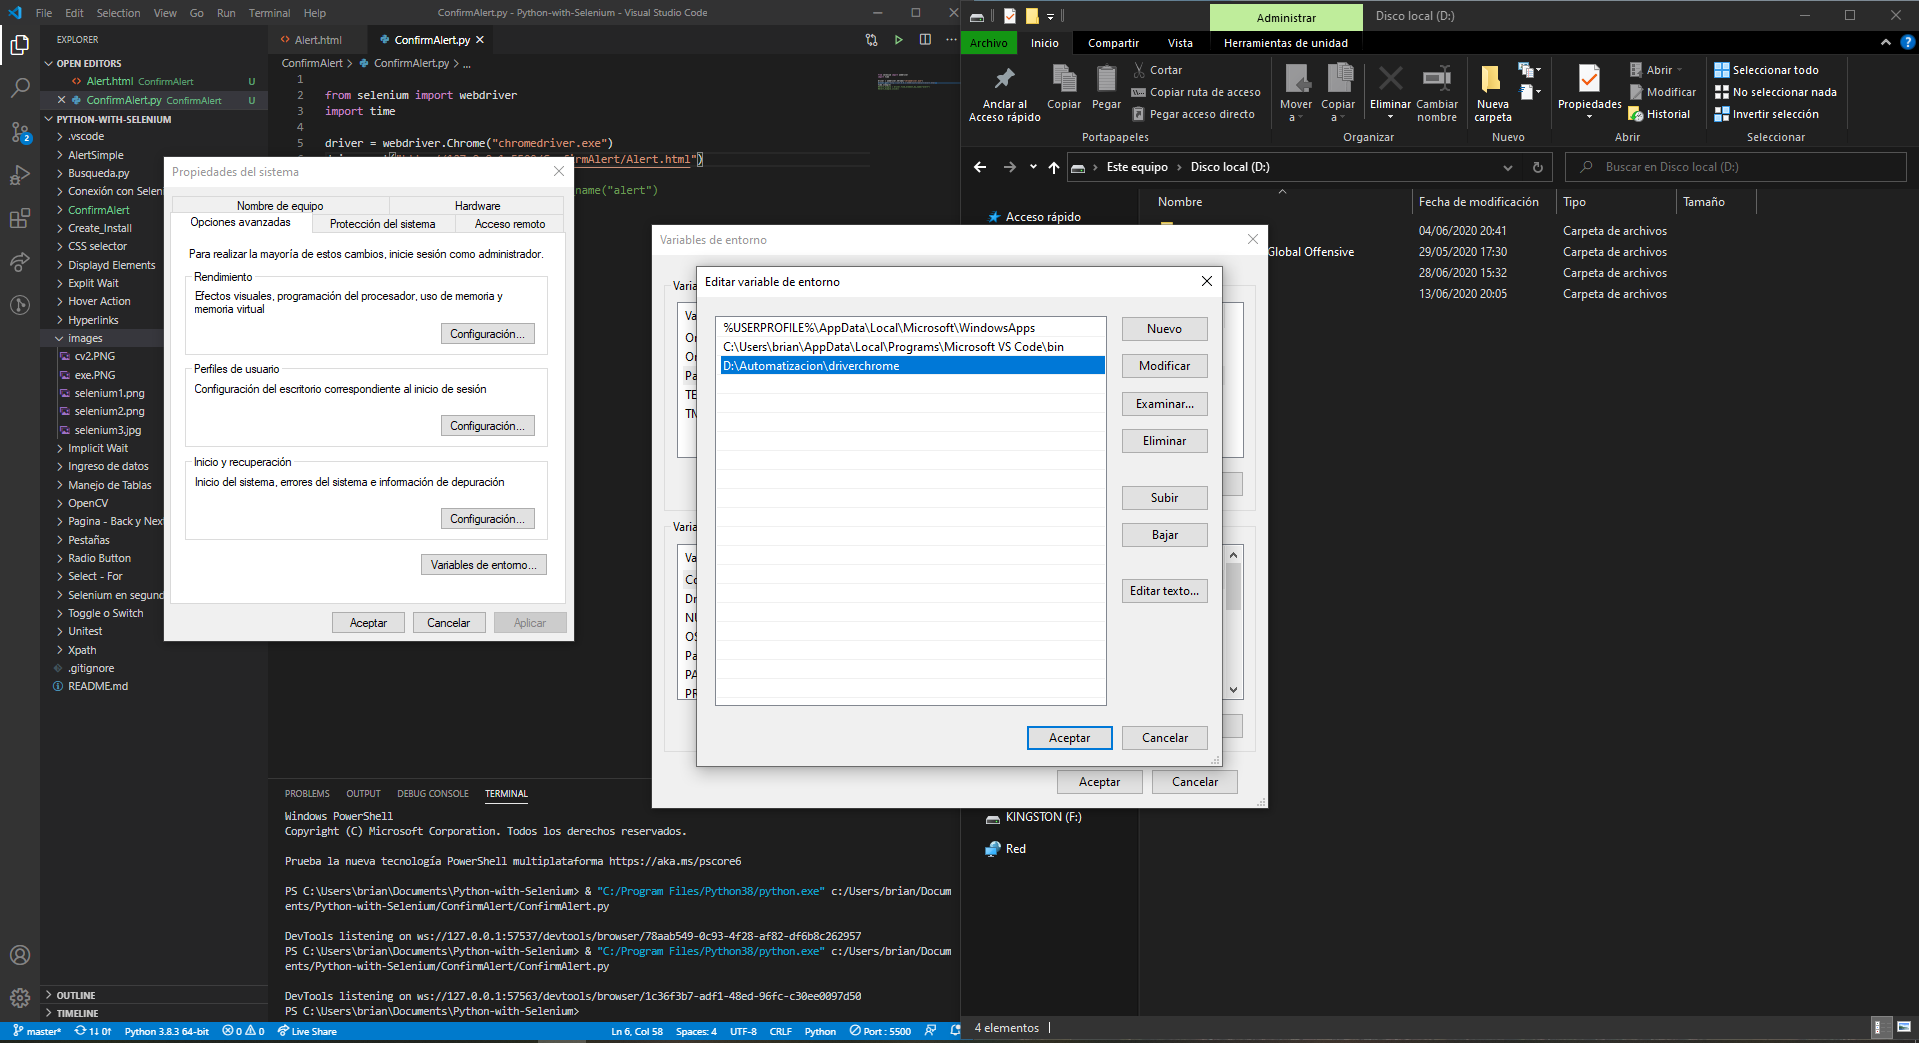 File Edit Selection View Go Run Terminal Help
ConfirmAlert.py - Python-with-Selenium - Visual Studio Code
EXPLORER
OPEN EDITORS
Alert.html ConfirmAlert U
ConfirmAlert.py ConfirmAlert U
PYTHON-WITH-SELENIUM
.vscode
AlertSimple
Busqueda.py
Conexión con Seleni
ConfirmAlert
Create_Install
CSS selector
Displayd Elements
Explit Wait
Hover Action
Hyperlinks
images
cv2.PNG
exe.PNG
selenium1.png
selenium2.png
selenium3.jpg
Implicit Wait
Ingreso de datos
Manejo de Tablas
OpenCV
Pagina - Back y Nex
Pestañas
Radio Button
Select - For
Selenium en segund
Toggle o Switch
Unitest
Xpath
.gitignore
README.md
OUTLINE
TIMELINE
2
Alert.html
ConfirmAlert.py
ConfirmAlert > ConfirmAlert.py > ...
1
2 from selenium import webdriver
3 import time
4
5 driver = webdriver.Chrome("chromedriver.exe")
rmAlert/Alert.html")
name("alert")
Propiedades del sistema
Nombre de equipo
Hardware
Opciones avanzadas
Protección del sistema
Acceso remoto
Para realizar la mayoría de estos cambios, inicie sesión como administrador.
Rendimiento
Efectos visuales, programación del procesador, uso de memoria y
memoria virtual
Configuración...
Perfiles de usuario
Configuración del escritorio correspondiente al inicio de sesión
Configuración...
Inicio y recuperación
Inicio del sistema, errores del sistema e información de depuración
Configuración...
Variables de entorno...
Aceptar
Cancelar
Aplicar
Variables de entorno
Varia
Va
On
On
Pa
TE
TN
Varia
Va
Co
Dr
NU
OS
Pa
PA
PR
Aceptar
Cancelar
Editar variable de entorno
%USERPROFILE%\AppData\Local\Microsoft\WindowsApps
C:\Users\brian\AppData\Local\Programs\Microsoft VS Code\bin
D:\Automatizacion\driverchrome
Nuevo
Modificar
Examinar...
Eliminar
Subir
Bajar
Editar texto...
Aceptar
Cancelar
PROBLEMS OUTPUT DEBUG CONSOLE TERMINAL
Windows PowerShell
Copyright (C) Microsoft Corporation. Todos los derechos reservados.
Prueba la nueva tecnología PowerShell multiplataforma https://aka.ms/pscore6
PS C:\Users\brian\Documents\Python-with-Selenium> & "C:/Program Files/Python38/python.exe" c:/Users/brian/Docum
ents/Python-with-Selenium/ConfirmAlert/ConfirmAlert.py
DevTools listening on ws://127.0.0.1:57537/devtools/browser/78aab549-0c93-4f28-af82-df6b8c262957
PS C:\Users\brian\Documents\Python-with-Selenium> & "C:/Program Files/Python38/python.exe" c:/Users/brian/Docum
ents/Python-with-Selenium/ConfirmAlert/ConfirmAlert.py
DevTools listening on ws://127.0.0.1:57563/devtools/browser/1c36f3b7-adf1-48ed-96fc-c30ee0097d50
PS C:\Users\brian\Documents\Python-with-Selenium>
master* 1↓ 0↑ Python 3.8.3 64-bit 0 0 Live Share
Ln 6, Col 58 Spaces: 4 UTF-8 CRLF Python Port : 5500
Administrar
Disco local (D:)
Archivo Inicio Compartir Vista Herramientas de unidad
Anclar al
Acceso rápido
Copiar
Pegar
Cortar
Copiar ruta de acceso
Pegar acceso directo
Portapapeles
Mover
a
Copiar
a
Eliminar
Cambiar
nombre
Organizar
Nueva
carpeta
Nuevo
Propiedades
Abrir
Modificar
Historial
Abrir
Seleccionar todo
No seleccionar nada
Invertir selección
Seleccionar
Este equipo > Disco local (D:)
Buscar en Disco local (D:)
Acceso rápido
Nombre
Fecha de modificación
Tipo
Tamaño
04/06/2020 20:41 Carpeta de archivos
Global Offensive 29/05/2020 17:30 Carpeta de archivos
28/06/2020 15:32 Carpeta de archivos
13/06/2020 20:05 Carpeta de archivos
KINGSTON (F:)
Red
4 elementos